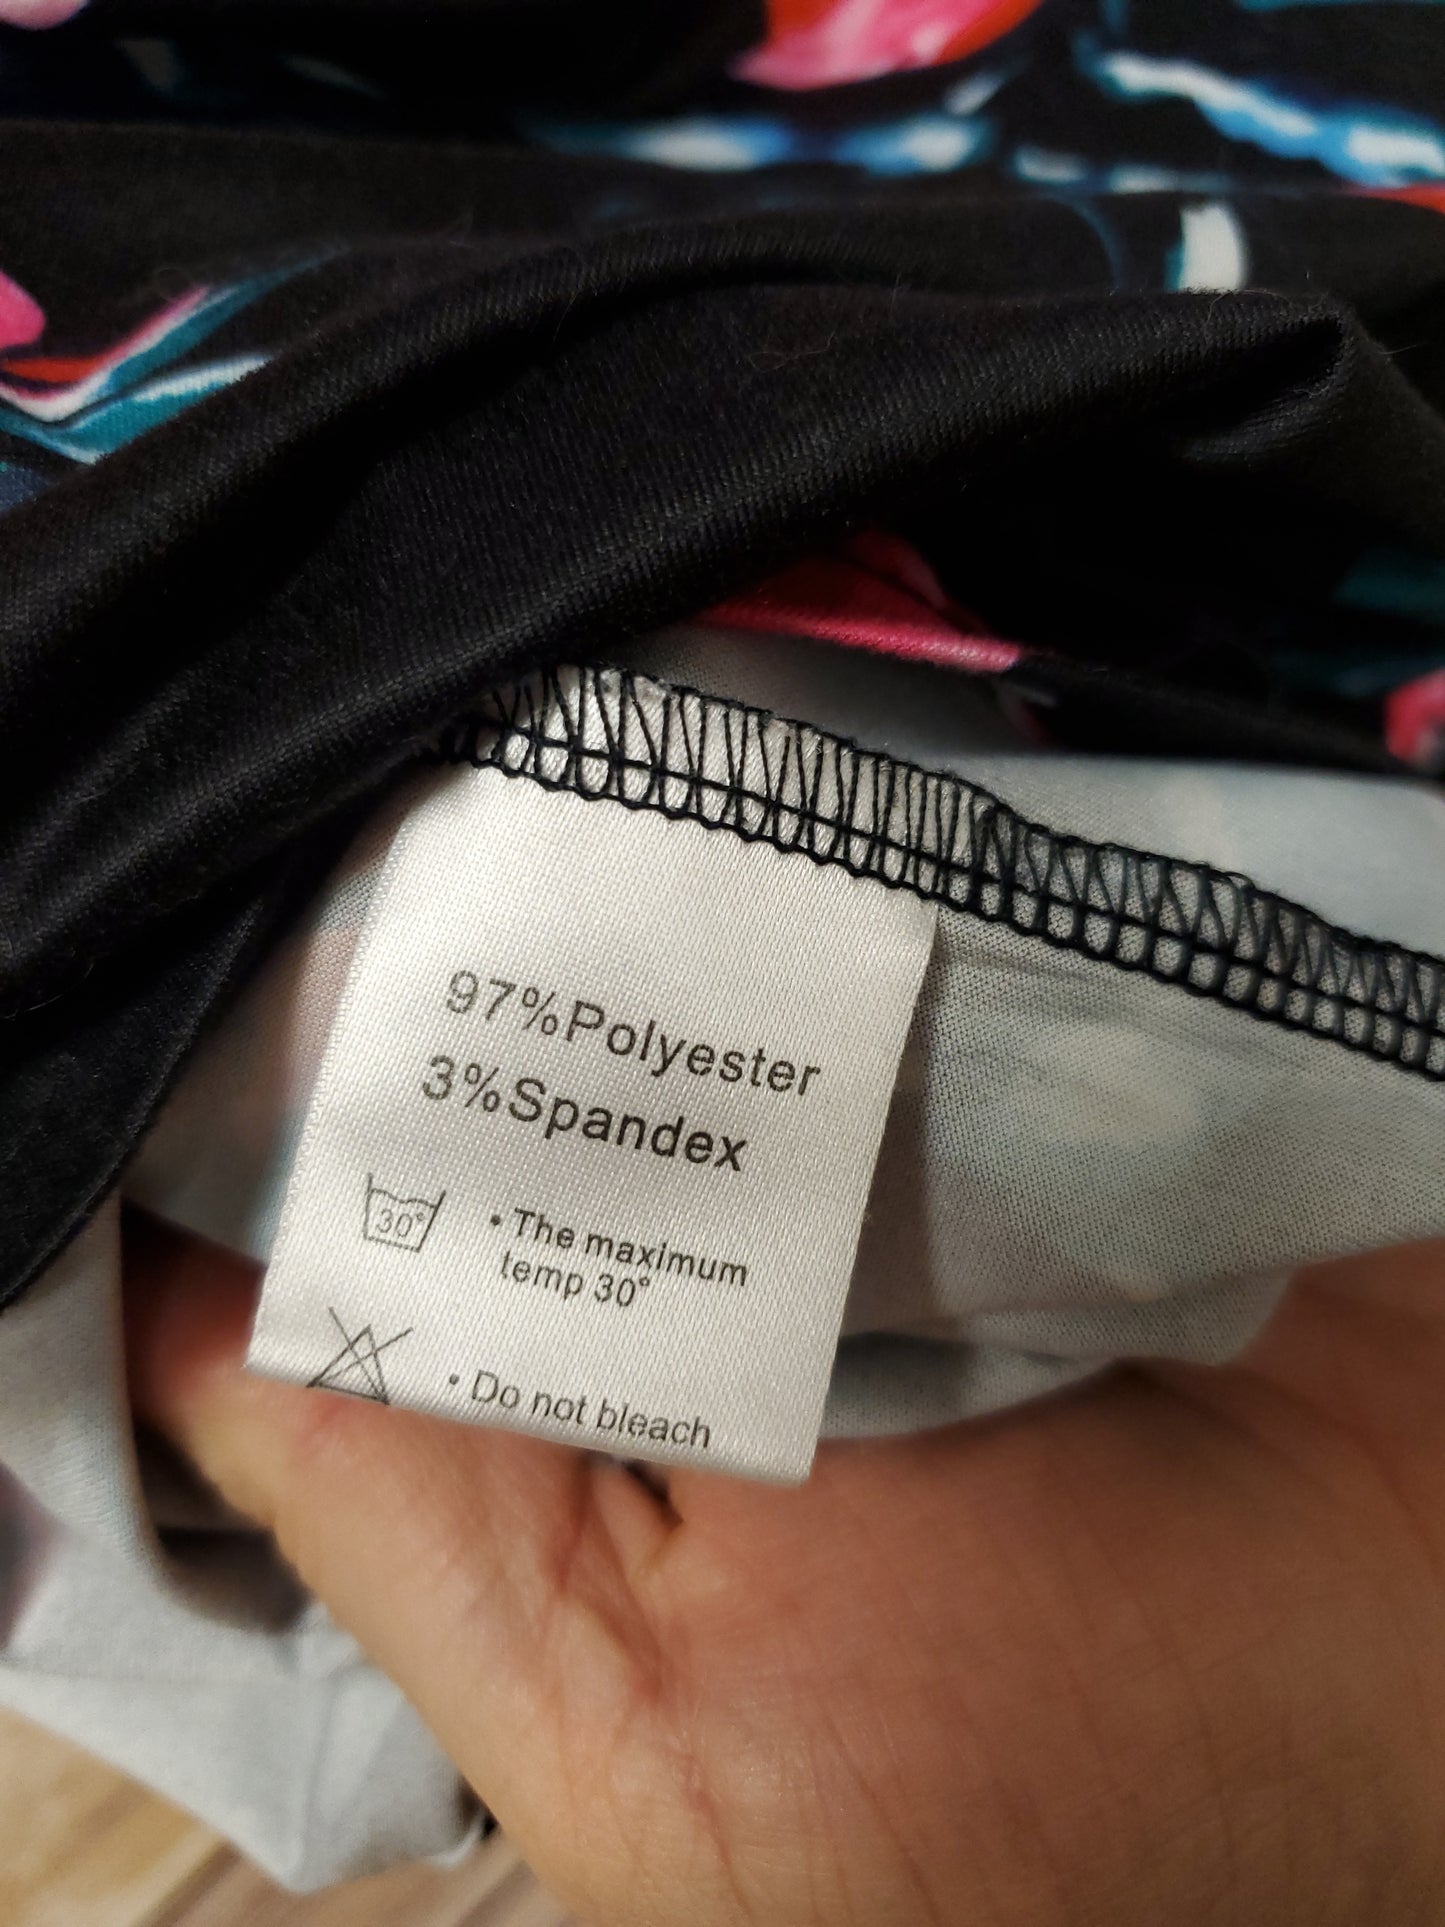 97%Polyester
3%Spandex
30°
• The maximum
temp 30°
• Do not bleach